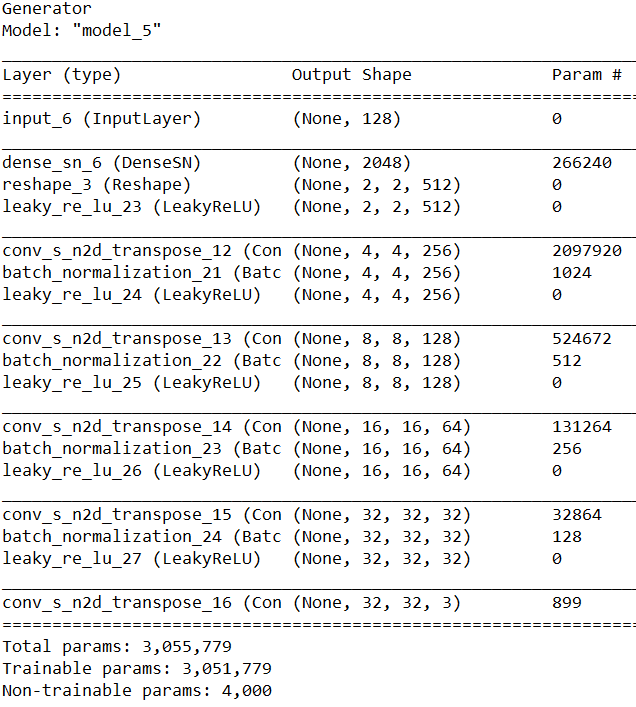 Generator
Model: "model_5"
Layer (type) Output Shape Param #
input_6 (InputLayer) (None, 128) 0
dense_sn_6 (DenseSN) (None, 2048) 266240
reshape_3 (Reshape) (None, 2, 2, 512) 0
leaky_re_lu_23 (LeakyReLU) (None, 2, 2, 512) 0
conv_s_n2d_transpose_12 (Con (None, 4, 4, 256) 2097920
batch_normalization_21 (Batc (None, 4, 4, 256) 1024
leaky_re_lu_24 (LeakyReLU) (None, 4, 4, 256) 0
conv_s_n2d_transpose_13 (Con (None, 8, 8, 128) 524672
batch_normalization_22 (Batc (None, 8, 8, 128) 512
leaky_re_lu_25 (LeakyReLU) (None, 8, 8, 128) 0
conv_s_n2d_transpose_14 (Con (None, 16, 16, 64) 131264
batch_normalization_23 (Batc (None, 16, 16, 64) 256
leaky_re_lu_26 (LeakyReLU) (None, 16, 16, 64) 0
conv_s_n2d_transpose_15 (Con (None, 32, 32, 32) 32864
batch_normalization_24 (Batc (None, 32, 32, 32) 128
leaky_re_lu_27 (LeakyReLU) (None, 32, 32, 32) 0
conv_s_n2d_transpose_16 (Con (None, 32, 32, 3) 899
Total params: 3,055,779
Trainable params: 3,051,779
Non-trainable params: 4,000